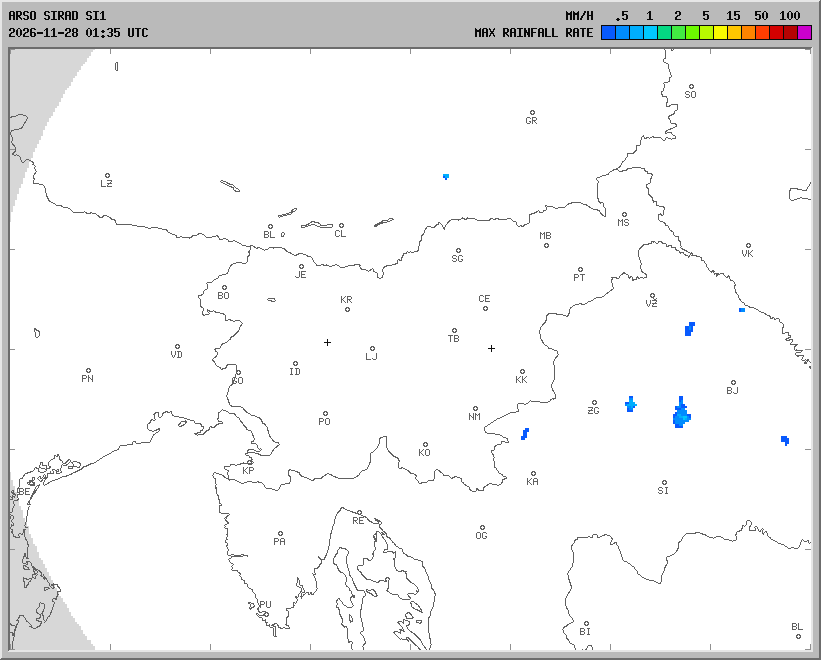 ARSO SIRAD SI1
MM/H .5 1 2 5 15 50 100
2026-11-28 01:35 UTC
MAX RAINFALL RATE
SO
GR
LZ
MS
BL
CL
MB
VK
SG
JE
PT
BO
KR
CE
VZ
TB
VD
LJ
ID
PN
GO
KK
BJ
NM
ZG
PO
KO
KP
KA
BE
SI
RE
OG
PA
PU
BI
BL